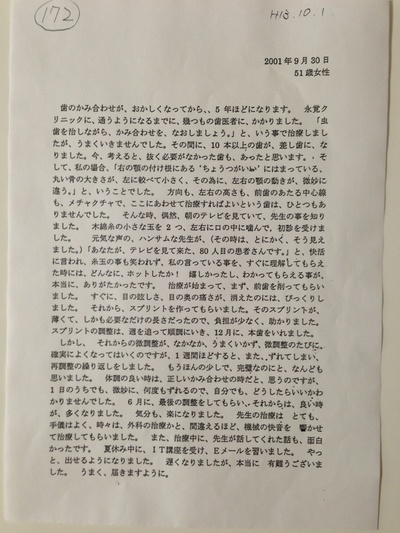 172
H13.10.1
2001年9月30日
51歳女性
歯のかみ合わせが、おかしくなってから、、5年ほどになります。 永覚ク
リニックに、通うようになるまでに、幾つもの歯医者に、かかりました。「虫
歯を治しながら、かみ合わせを、なおしましょう。」と、いう事で治療しまし
たが、うまくいきませんでした。その間に、10本以上の歯が、差し歯に、な
りました。今、考えると、抜く必要がなかった歯も、あったと思います。・そ
して、私の場合、「右の顎の付け根にある‘ちょうつがい’にはまっている、
丸い骨の大きさが、左に較べて小さく、その為に、左右の顎の動きが、微妙に
違う。」と、いうことでした。 方向も、左右の高さも、前歯のあたる中心線
も、メチャクチャで、ここにあわせて治療すればよいという歯は、ひとつもあ
りませんでした。 そんな時、偶然、朝のテレビを見ていて、先生の事を知り
ました。 木綿糸の小さな玉を2つ、左右に口の中に噛んで、初診を受けまし
た。 元気な声の、ハンサムな先生が、（その時は、とにかく、そう見え
ました）「あなたが、テレビを見て来た、80人目の患者さんです。」と、快活
に言われ、糸玉の事も笑わず、私の言っている事を、すぐに理解してもらえ
た時には、どんなに、ホットしたか！ 嬉しかったし、わかってもらえる事が、
本当に、ありがたかったです。 治療が始まって、まず、前歯を削ってもらい
ました。 すぐに、目の眩しさ、目の奥の痛さが、消えたのには、びっくりし
ました。 それから、スプリントを作ってもらいました。そのスプリントが、
薄くて、しかも必要なだけの長さだったので、負担が少なく、助かりました。
スプリントの調整は、週を追って順調にいき、12月に、本歯をいれました。
しかし、 それからの微調整が、なかなか、うまくいかず、微調整のたびに、
確実によくなってはいくのですが、1週間ほどすると、また、ずれてしまい、
再調整の繰り返しをしました。 もうほんの少しで、完璧なのにと、なんども
思いました。 体調の良い時は、正しいかみ合わせの時だと、思うのですが、
1日のうちでも、微妙に、何度もずれるので、自分でも、どうしたらいいかわ
かりませんでした。 6月に、最後の調整をしてもらい、それからは、良い時
が、多くなりました。 気分も、楽になりました。 先生の治療は とても、
手儀はよく、時々は、外科の治療かと、間違えるほど、機械の快音を 響かせ
て治療してもらいました。 また、治療中に、先生が話してくれた話も、面白
かったです。 夏休み中に、IT講座を受け、Eメールを習いました。 やっ
と、出せるようになりました。 遅くなりましたが、本当に 有難うございま
した。 うまく、届きますように。